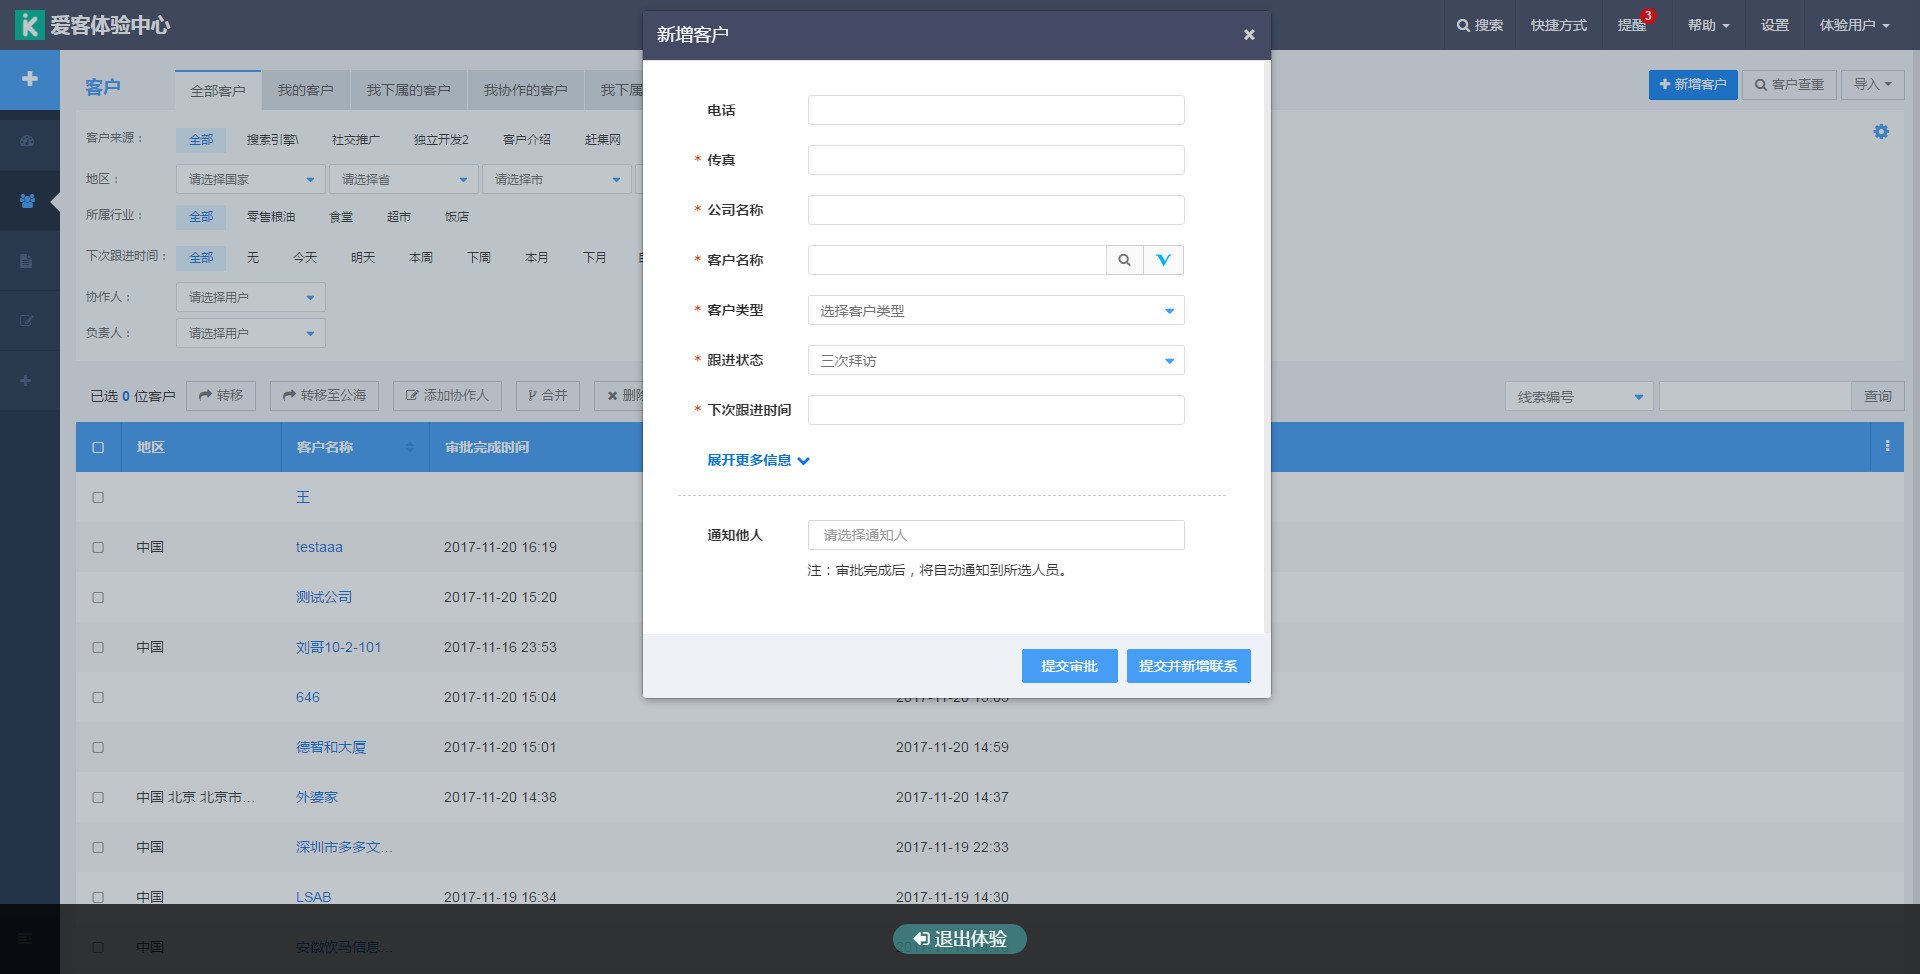 爱客体验中心
搜索 快捷方式 提醒 3 帮助 设置 体验用户
新增客户 ×
客户 全部客户 我的客户 我下属的客户 我协作的客户 我下属
新增客户 客户查重 导入
客户来源： 全部 搜索引擎\ 社交推广 独立开发2 客户介绍 赶集网
地区： 请选择国家 请选择省 请选择市
所属行业： 全部 零售粮油 食堂 超市 饭店
下次跟进时间： 全部 无 今天 明天 本周 下周 本月 下月
协作人： 请选择用户
负责人： 请选择用户
已选 0 位客户 转移 转移至公海 添加协作人 合并 删除
线索编号 查询
地区 客户名称 审批完成时间
王
中国 testaaa 2017-11-20 16:19
测试公司 2017-11-20 15:20
中国 刘哥10-2-101 2017-11-16 23:53
646 2017-11-20 15:04 2017-11-20 15:03
德智和大厦 2017-11-20 15:01 2017-11-20 14:59
中国 北京 北京市... 外婆家 2017-11-20 14:38 2017-11-20 14:37
中国 深圳市多多文... 2017-11-19 22:33
中国 LSAB 2017-11-19 16:34 2017-11-19 14:30
中国 安徽饮马信息...
电话
* 传真
* 公司名称
* 客户名称
* 客户类型 选择客户类型
* 跟进状态 三次拜访
* 下次跟进时间
展开更多信息
通知他人 请选择通知人
注：审批完成后，将自动通知到所选人员。
提交审批 提交并新增联系
退出体验